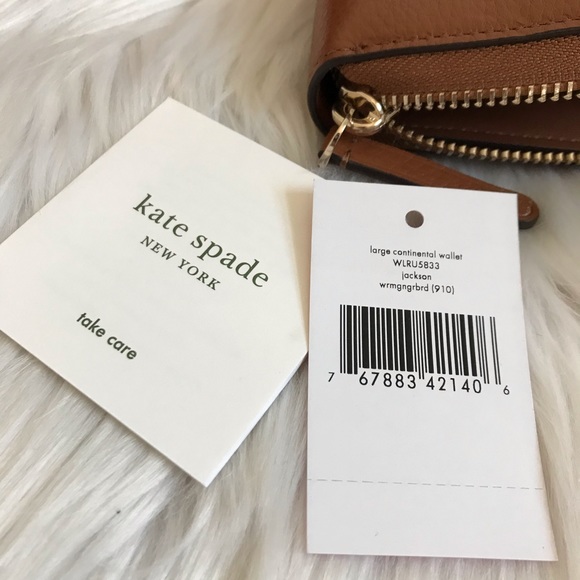 kate spade
NEW YORK
take care
large continental wallet
WLRU5833
jackson
wrmgngrbrd (910)
7 67883 42140 6